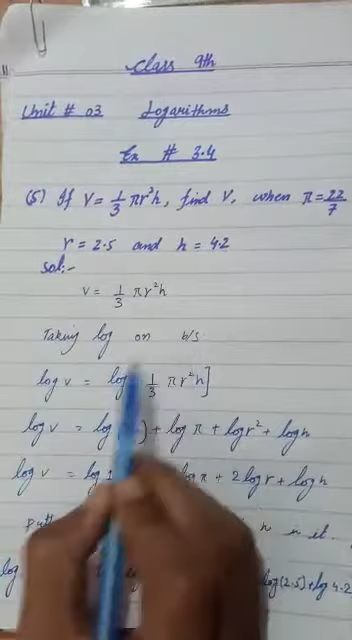 Class 9th
Unit # 03 Logarithms
Ex # 3.4
(5) If V = 1/3 πr²h, find V, when π = 22/7
r = 2.5 and h = 4.2
Sol:-
V = 1/3 πr²h
Taking log on b/s
log V = log 1/3 πr²h]
log V = log ) + log π + log r² + log h
log V = log 1 log π + 2 log r + log h
h in it.
log log(2.5) + log 4.2